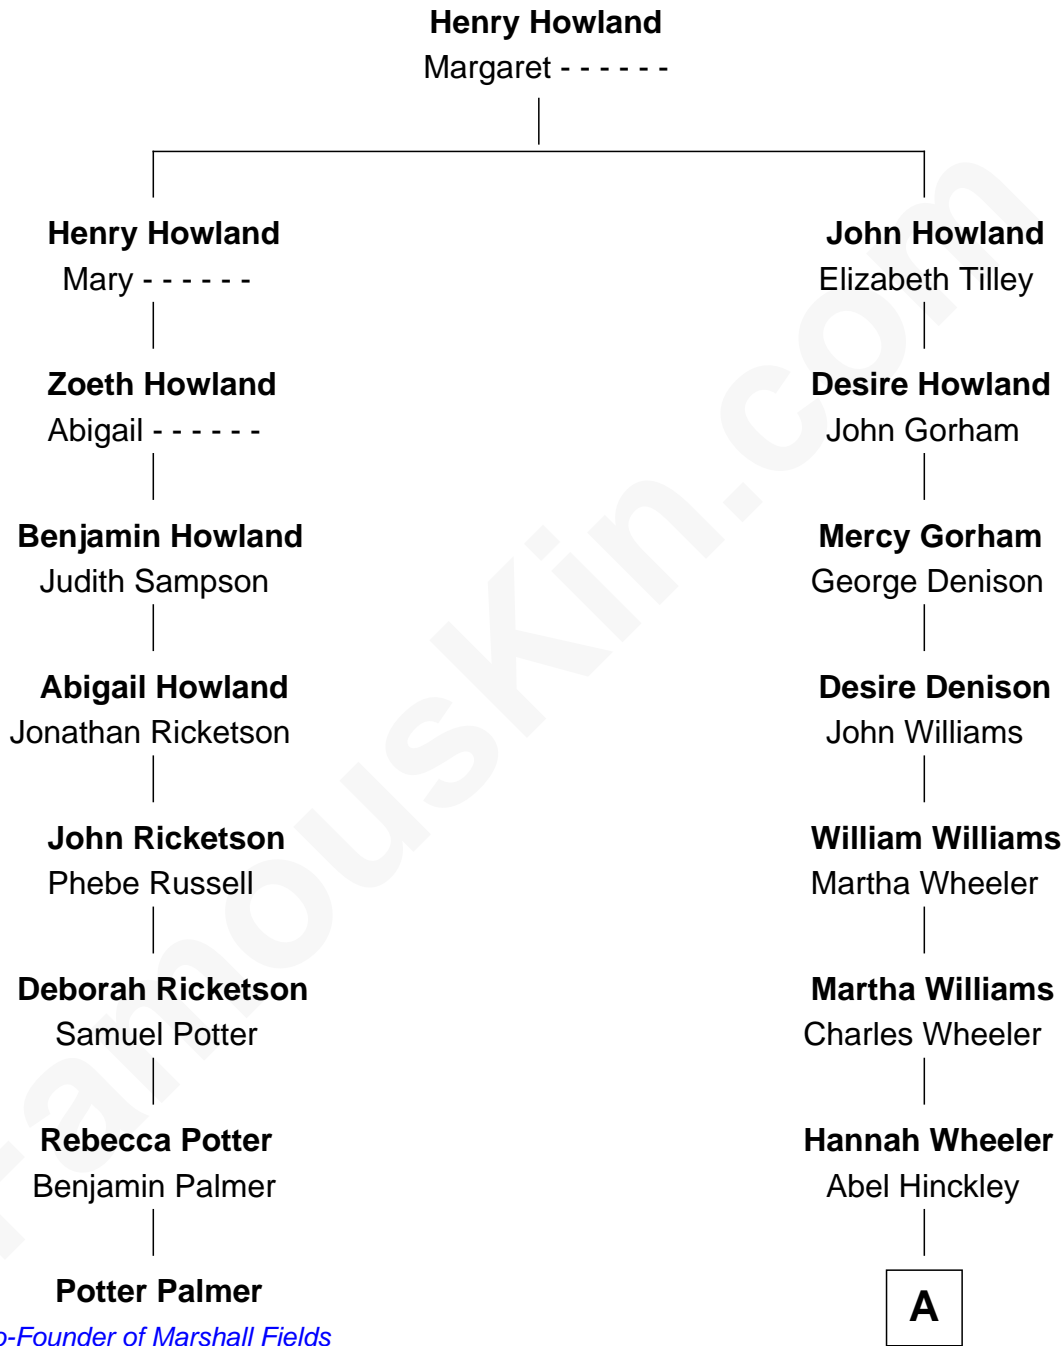 Henry Howland
Margaret - - - - - -
Henry Howland
Mary - - - - - -
John Howland
Elizabeth Tilley
Zoeth Howland
Abigail - - - - - -
Desire Howland
John Gorham
Benjamin Howland
Judith Sampson
Mercy Gorham
George Denison
Abigail Howland
Jonathan Ricketson
Desire Denison
John Williams
John Ricketson
Phebe Russell
William Williams
Martha Wheeler
Deborah Ricketson
Samuel Potter
Martha Williams
Charles Wheeler
Rebecca Potter
Benjamin Palmer
Hannah Wheeler
Abel Hinckley
Potter Palmer
o-Founder of Marshall Fields
A
FamousKin.com